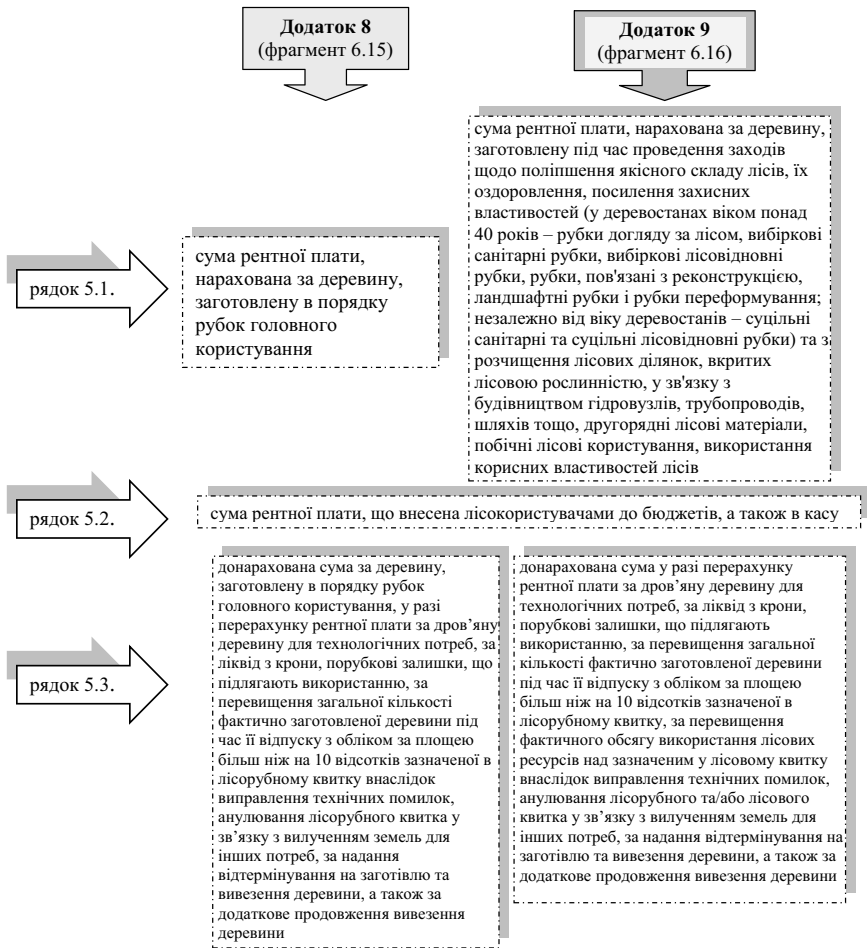 Додаток 8
(фрагмент 6.15)
Додаток 9
(фрагмент 6.16)
рядок 5.1.
сума рентної плати,
нарахована за деревину,
заготовлену в порядку
рубок головного
користування
сума рентної плати, нарахована за деревину,
заготовлену під час проведення заходів
щодо поліпшення якісного складу лісів, їх
оздоровлення, посилення захисних
властивостей (у деревостанах віком понад
40 років – рубки догляду за лісом, вибіркові
санітарні рубки, вибіркові лісовідновні
рубки, рубки, пов'язані з реконструкцією,
ландшафтні рубки і рубки переформування;
незалежно від віку деревостанів – суцільні
санітарні та суцільні лісовідновні рубки) та з
розчищення лісових ділянок, вкритих
лісовою рослинністю, у зв'язку з
будівництвом гідровузлів, трубопроводів,
шляхів тощо, другорядні лісові матеріали,
побічні лісові користування, використання
корисних властивостей лісів
рядок 5.2.
сума рентної плати, що внесена лісокористувачами до бюджетів, а також в касу
рядок 5.3.
донарахована сума за деревину,
заготовлену в порядку рубок
головного користування, у разі
перерахунку рентної плати за дров’яну
деревину для технологічних потреб, за
ліквід з крони, порубкові залишки, що
підлягають використанню, за
перевищення загальної кількості
фактично заготовленої деревини під
час її відпуску з обліком за площею
більш ніж на 10 відсотків зазначеної в
лісорубному квитку внаслідок
виправлення технічних помилок,
анулювання лісорубного квитка у
зв’язку з вилученням земель для
інших потреб, за надання
відтермінування на заготівлю та
вивезення деревини, а також за
додаткове продовження вивезення
деревини
донарахована сума у разі перерахунку
рентної плати за дров’яну деревину для
технологічних потреб, за ліквід з крони,
порубкові залишки, що підлягають
використанню, за перевищення загальної
кількості фактично заготовленої деревини
під час її відпуску з обліком за площею
більш ніж на 10 відсотків зазначеної в
лісорубному квитку, за перевищення
фактичного обсягу використання лісових
ресурсів над зазначеним у лісовому квитку
внаслідок виправлення технічних помилок,
анулювання лісорубного та/або лісового
квитка у зв’язку з вилученням земель для
інших потреб, за надання відтермінування на
заготівлю та вивезення деревини, а також за
додаткове продовження вивезення деревини